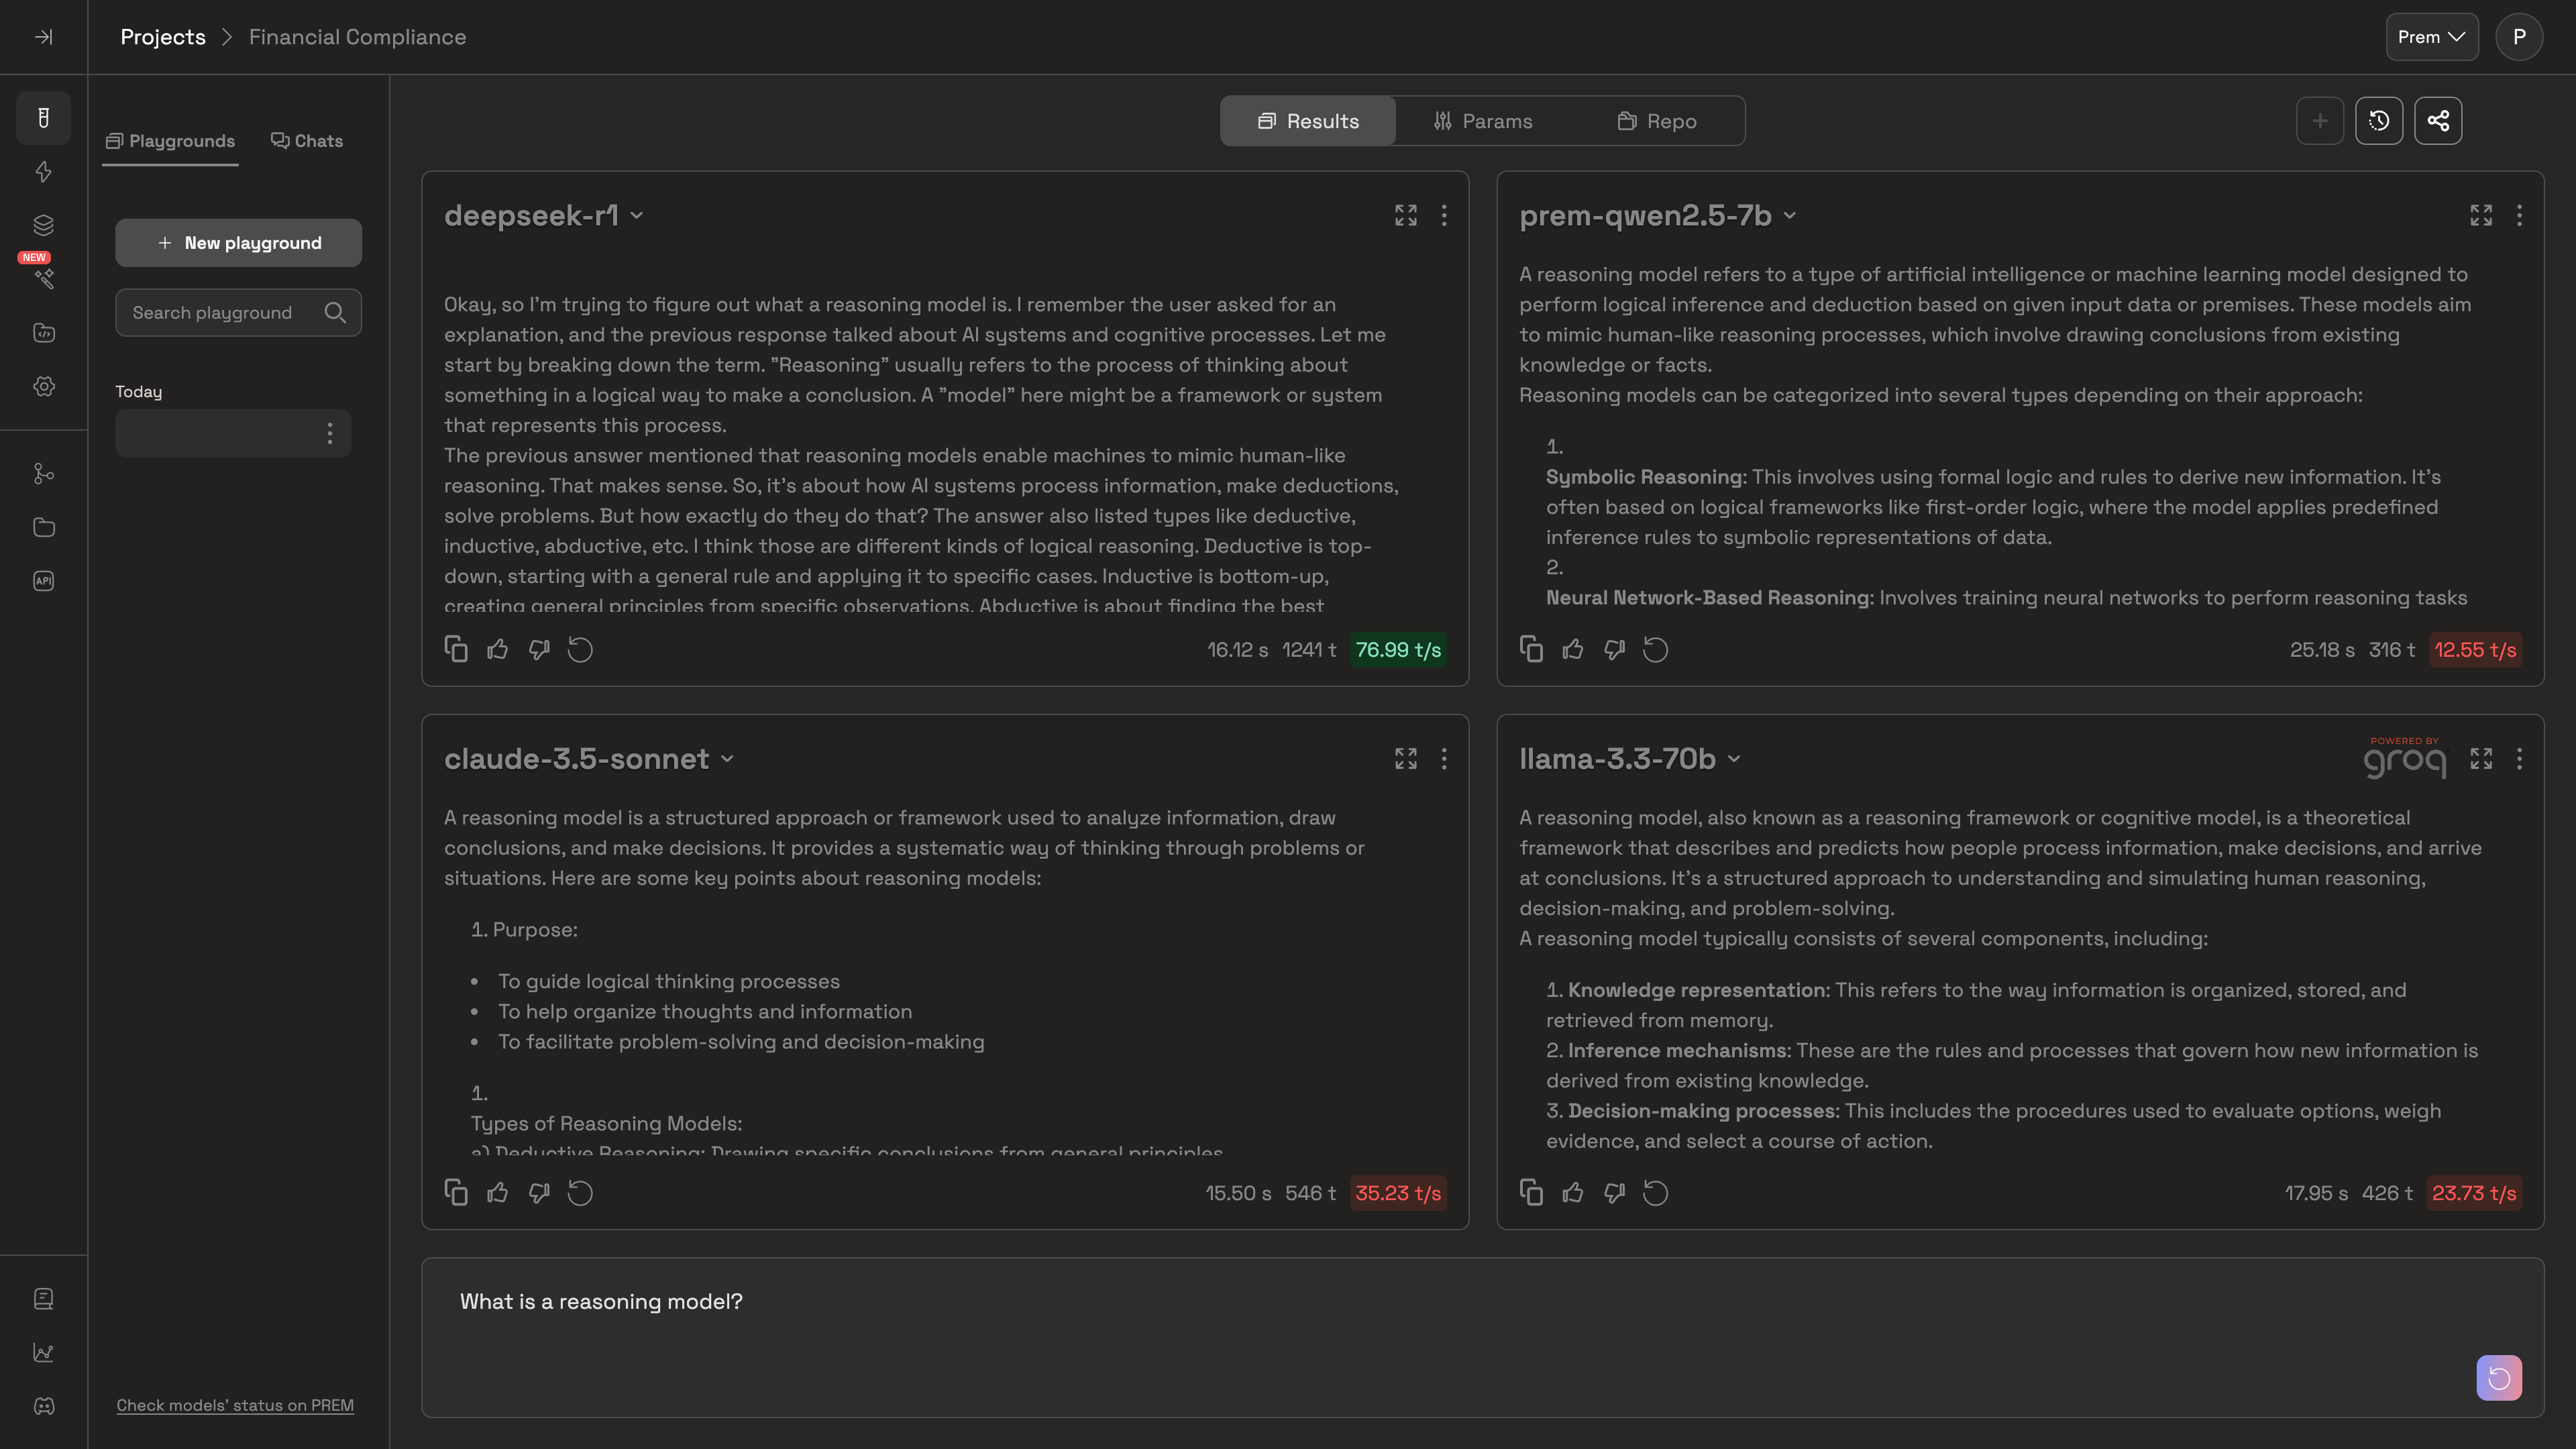 Projects > Financial Compliance
Prem
P
Playgrounds
Chats
Results
Params
Repo
NEW
+ New playground
Search playground
Today
API
Check models' status on PREM
deepseek-r1
Okay, so I'm trying to figure out what a reasoning model is. I remember the user asked for an
explanation, and the previous response talked about AI systems and cognitive processes. Let me
start by breaking down the term. "Reasoning" usually refers to the process of thinking about
something in a logical way to make a conclusion. A "model" here might be a framework or system
that represents this process.
The previous answer mentioned that reasoning models enable machines to mimic human-like
reasoning. That makes sense. So, it's about how AI systems process information, make deductions,
solve problems. But how exactly do they do that? The answer also listed types like deductive,
inductive, abductive, etc. I think those are different kinds of logical reasoning. Deductive is top-
down, starting with a general rule and applying it to specific cases. Inductive is bottom-up,
creating general principles from specific observations. Abductive is about finding the best
16.12 s 1241 t 76.99 t/s
prem-qwen2.5-7b
A reasoning model refers to a type of artificial intelligence or machine learning model designed to
perform logical inference and deduction based on given input data or premises. These models aim
to mimic human-like reasoning processes, which involve drawing conclusions from existing
knowledge or facts.
Reasoning models can be categorized into several types depending on their approach:
1.
Symbolic Reasoning: This involves using formal logic and rules to derive new information. It's
often based on logical frameworks like first-order logic, where the model applies predefined
inference rules to symbolic representations of data.
2.
Neural Network-Based Reasoning: Involves training neural networks to perform reasoning tasks
25.18 s 316 t 12.55 t/s
claude-3.5-sonnet
A reasoning model is a structured approach or framework used to analyze information, draw
conclusions, and make decisions. It provides a systematic way of thinking through problems or
situations. Here are some key points about reasoning models:
1. Purpose:
• To guide logical thinking processes
• To help organize thoughts and information
• To facilitate problem-solving and decision-making
1.
Types of Reasoning Models:
a) Deductive Reasoning: Drawing specific conclusions from general principles
15.50 s 546 t 35.23 t/s
llama-3.3-70b
POWERED BY
groq
A reasoning model, also known as a reasoning framework or cognitive model, is a theoretical
framework that describes and predicts how people process information, make decisions, and arrive
at conclusions. It's a structured approach to understanding and simulating human reasoning,
decision-making, and problem-solving.
A reasoning model typically consists of several components, including:
1. Knowledge representation: This refers to the way information is organized, stored, and
retrieved from memory.
2. Inference mechanisms: These are the rules and processes that govern how new information is
derived from existing knowledge.
3. Decision-making processes: This includes the procedures used to evaluate options, weigh
evidence, and select a course of action.
17.95 s 426 t 23.73 t/s
What is a reasoning model?